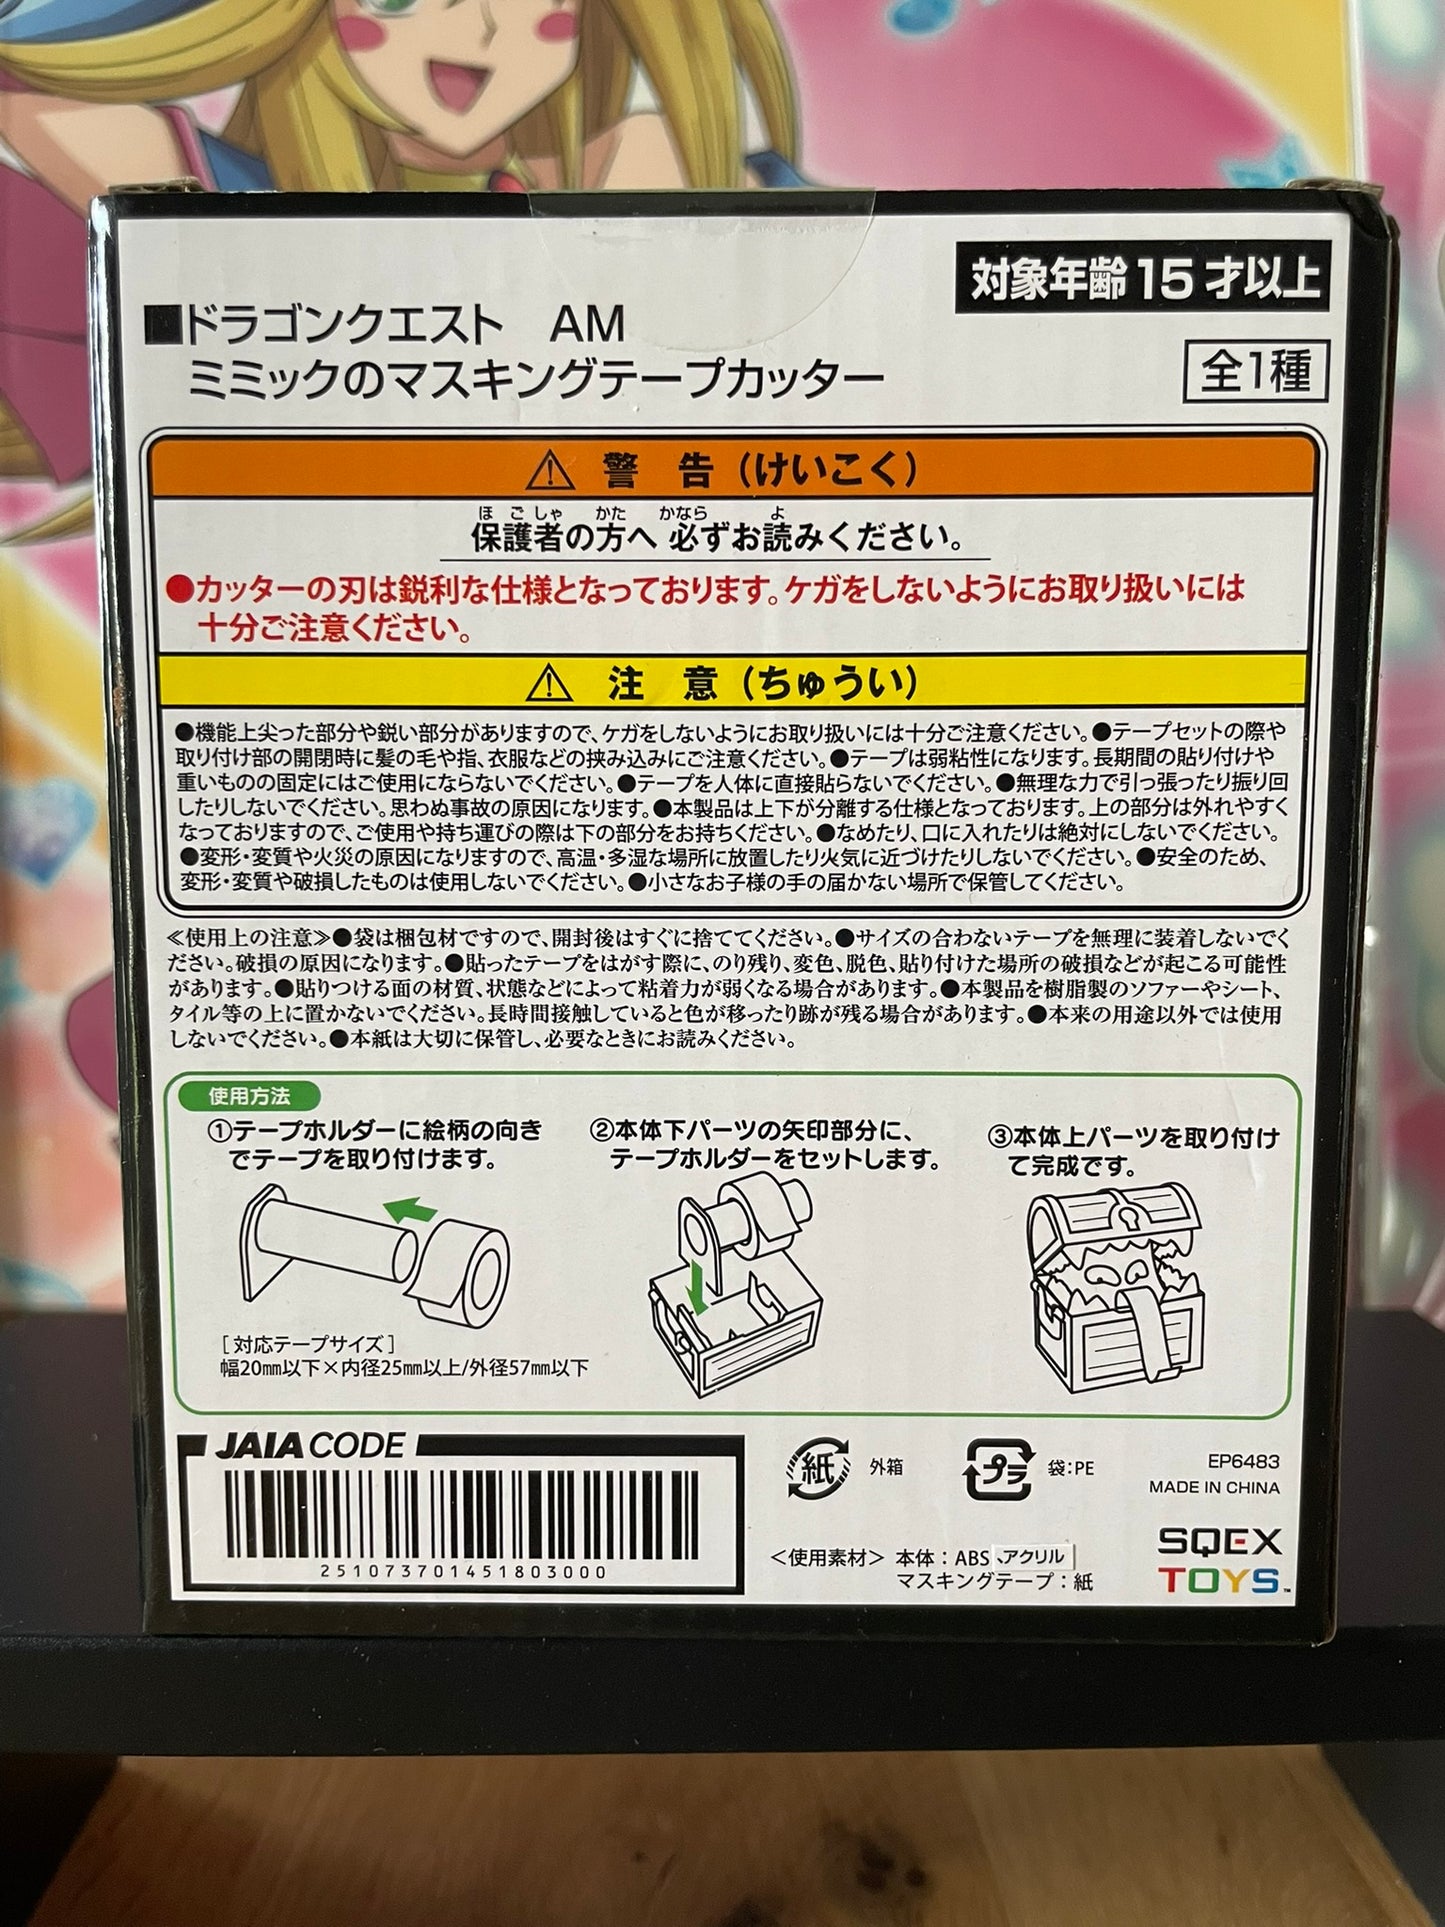 対象年齢15才以上
■ドラゴンクエスト AM
ミミックのマスキングテープカッター
全1種
⚠ 警 告（けいこく）
ほごしゃ かた かなら よ
保護者の方へ 必ずお読みください。
●カッターの刃は鋭利な仕様となっております。ケガをしないようにお取り扱いには
十分ご注意ください。
⚠ 注 意（ちゅうい）
●機能上尖った部分や鋭い部分がありますので、ケガをしないようにお取り扱いには十分ご注意ください。●テープセットの際や
取り付け部の開閉時に髪の毛や指、衣服などの挟み込みにご注意ください。●テープは弱粘性になります。長期間の貼り付けや
重いものの固定にはご使用にならないでください。●テープを人体に直接貼らないでください。●無理な力で引っ張ったり振り回
したりしないでください。思わぬ事故の原因になります。●本製品は上下が分離する仕様となっております。上の部分は外れやすく
なっておりますので、ご使用や持ち運びの際は下の部分をお持ちください。●なめたり、口に入れたりは絶対にしないでください。
●変形・変質や火災の原因になりますので、高温・多湿な場所に放置したり火気に近づけたりしないでください。●安全のため、
変形・変質や破損したものは使用しないでください。●小さなお子様の手の届かない場所で保管してください。
≪使用上の注意≫●袋は梱包材ですので、開封後はすぐに捨ててください。●サイズの合わないテープを無理に装着しないでく
ださい。破損の原因になります。●貼ったテープをはがす際に、のり残り、変色、脱色、貼り付けた場所の破損などが起こる可能性
があります。●貼りつける面の材質、状態などによって粘着力が弱くなる場合があります。●本製品を樹脂製のソファーやシート、
タイル等の上に置かないでください。長時間接触していると色が移ったり跡が残る場合があります。●本来の用途以外では使用
しないでください。●本紙は大切に保管し、必要なときにお読みください。
使用方法
①テープホルダーに絵柄の向き
でテープを取り付けます。
②本体下パーツの矢印部分に、
テープホルダーをセットします。
③本体上パーツを取り付け
て完成です。
［対応テープサイズ］
幅20mm以下×内径25mm以上/外径57mm以下
JAIA CODE
251073701451803000
紙 外箱
プラ 袋：PE
EP6483
MADE IN CHINA
＜使用素材＞ 本体：ABS、アクリル
マスキングテープ：紙
SQEX
TOYS™